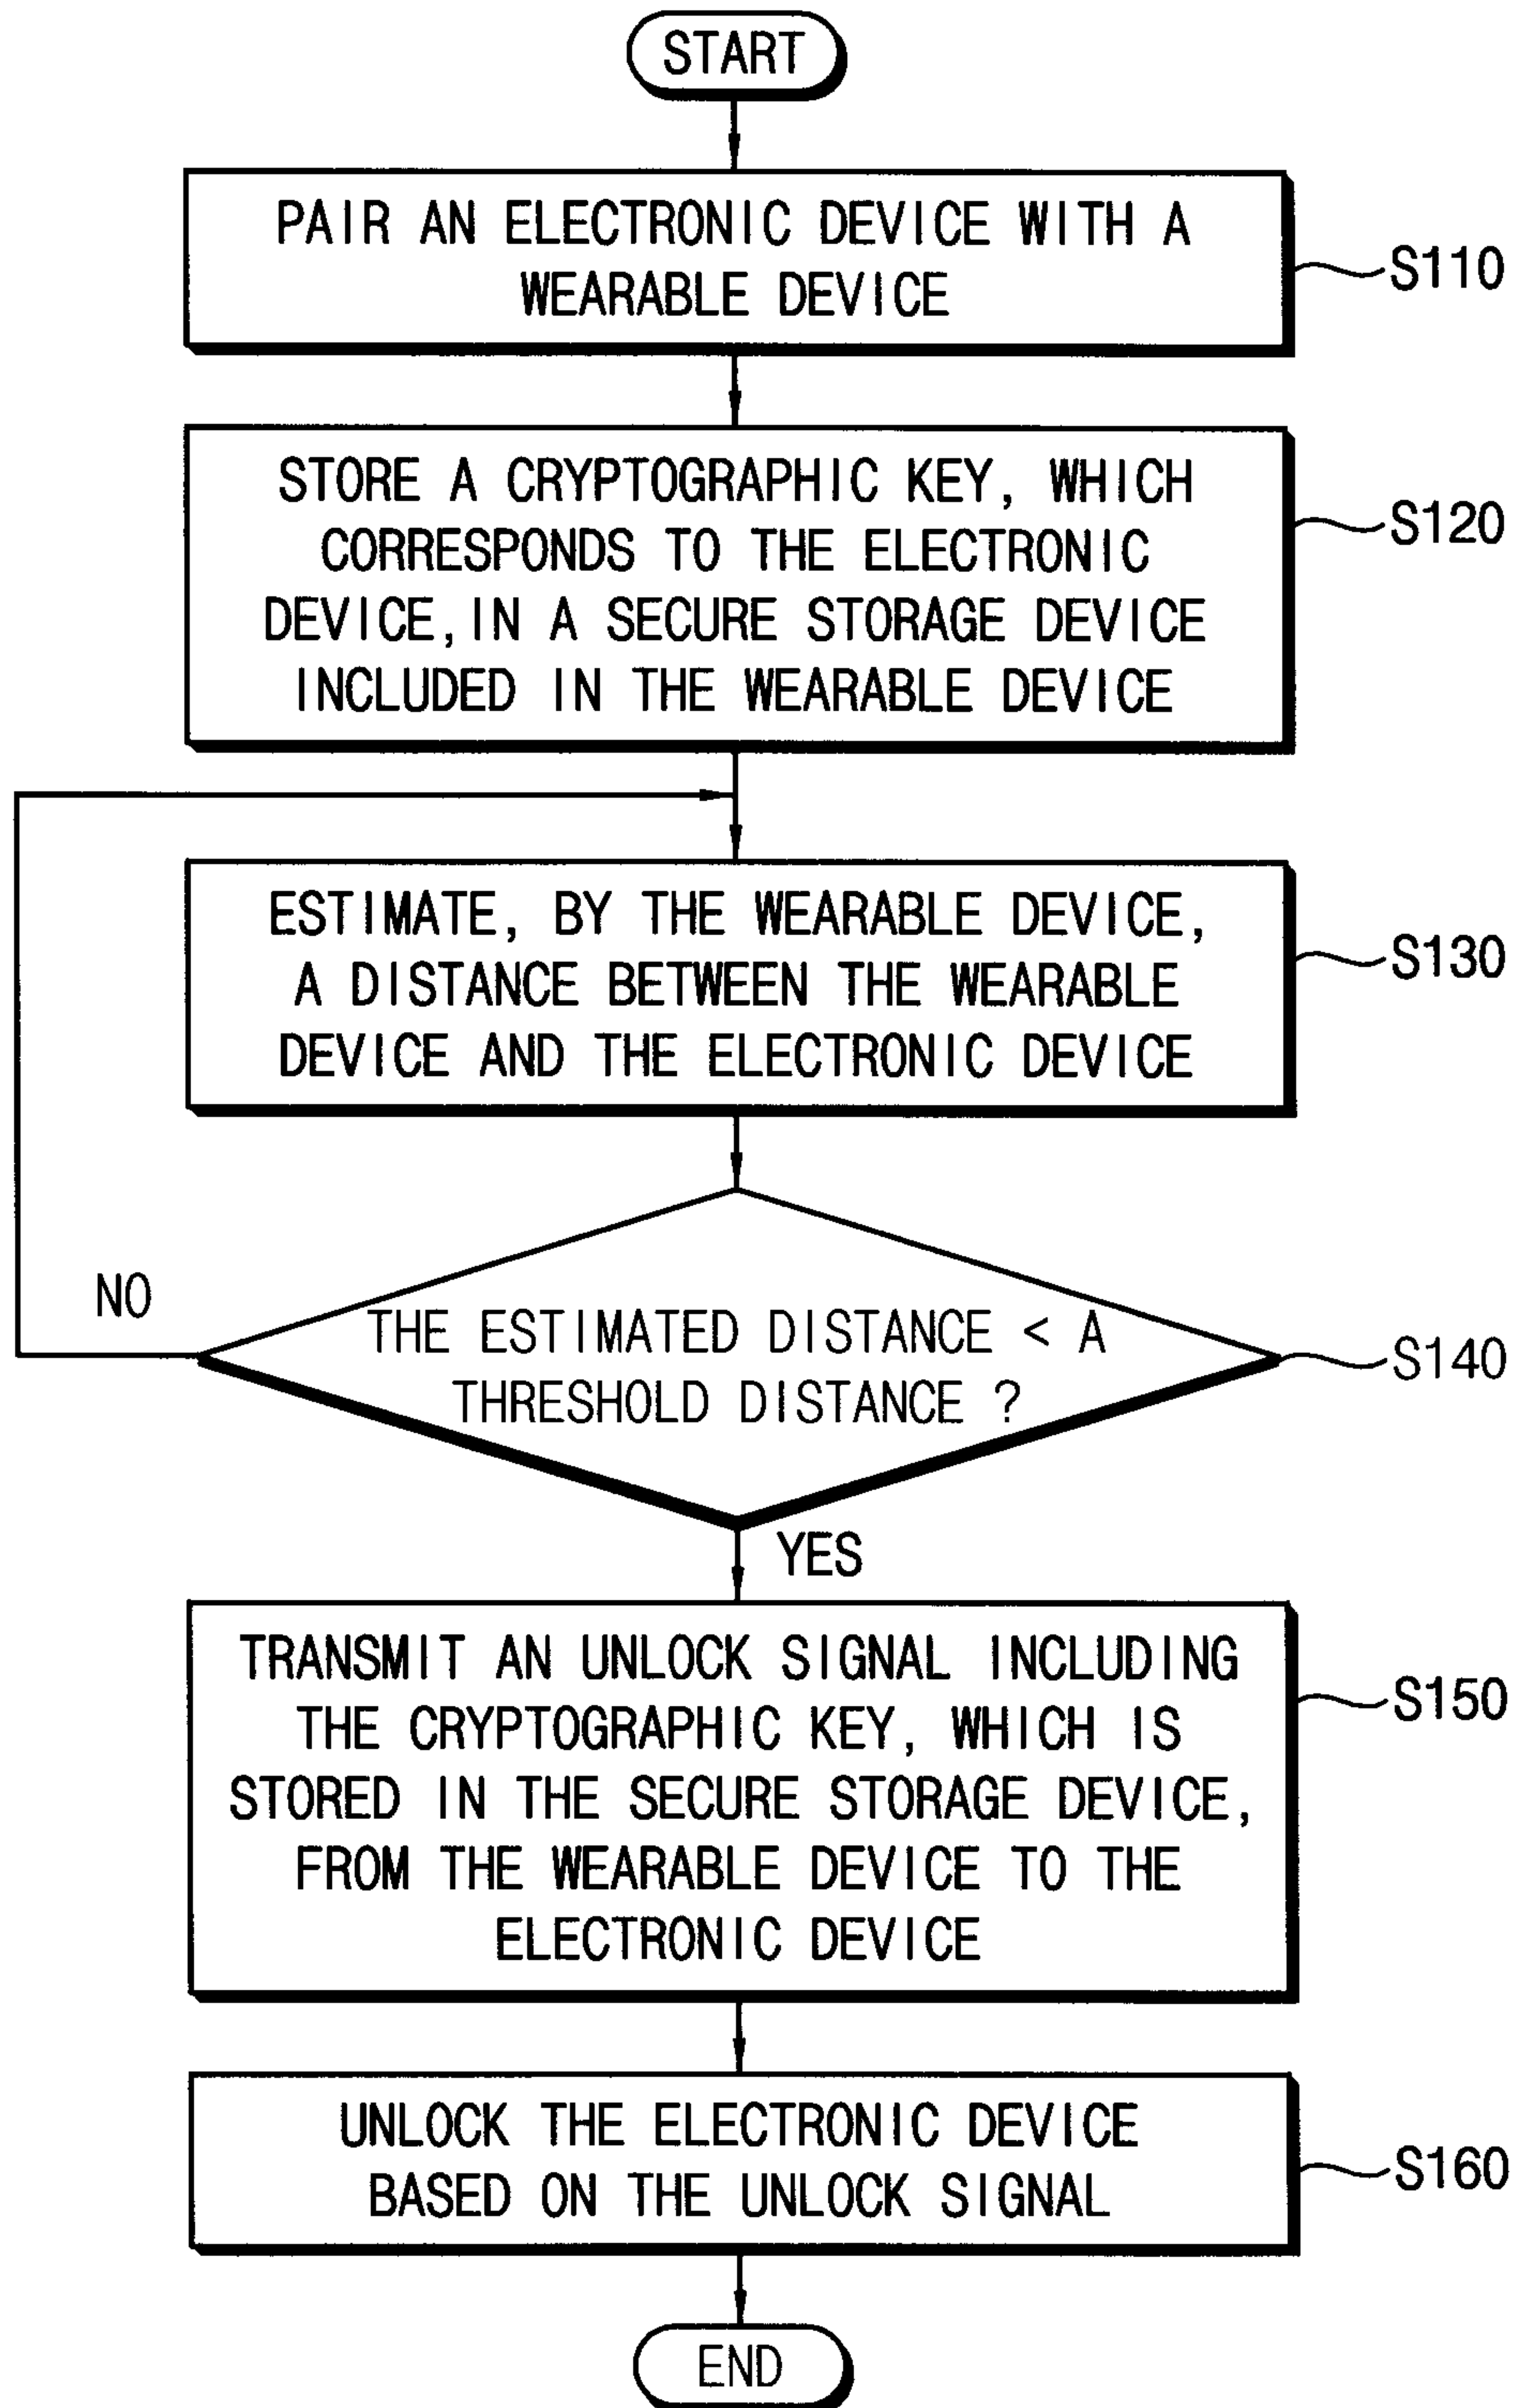 START
PAIR AN ELECTRONIC DEVICE WITH A
WEARABLE DEVICE
S110
STORE A CRYPTOGRAPHIC KEY, WHICH
CORRESPONDS TO THE ELECTRONIC
DEVICE, IN A SECURE STORAGE DEVICE
INCLUDED IN THE WEARABLE DEVICE
S120
ESTIMATE, BY THE WEARABLE DEVICE,
A DISTANCE BETWEEN THE WEARABLE
DEVICE AND THE ELECTRONIC DEVICE
S130
NO
THE ESTIMATED DISTANCE < A
THRESHOLD DISTANCE ?
S140
YES
TRANSMIT AN UNLOCK SIGNAL INCLUDING
THE CRYPTOGRAPHIC KEY, WHICH IS
STORED IN THE SECURE STORAGE DEVICE,
FROM THE WEARABLE DEVICE TO THE
ELECTRONIC DEVICE
S150
UNLOCK THE ELECTRONIC DEVICE
BASED ON THE UNLOCK SIGNAL
S160
END